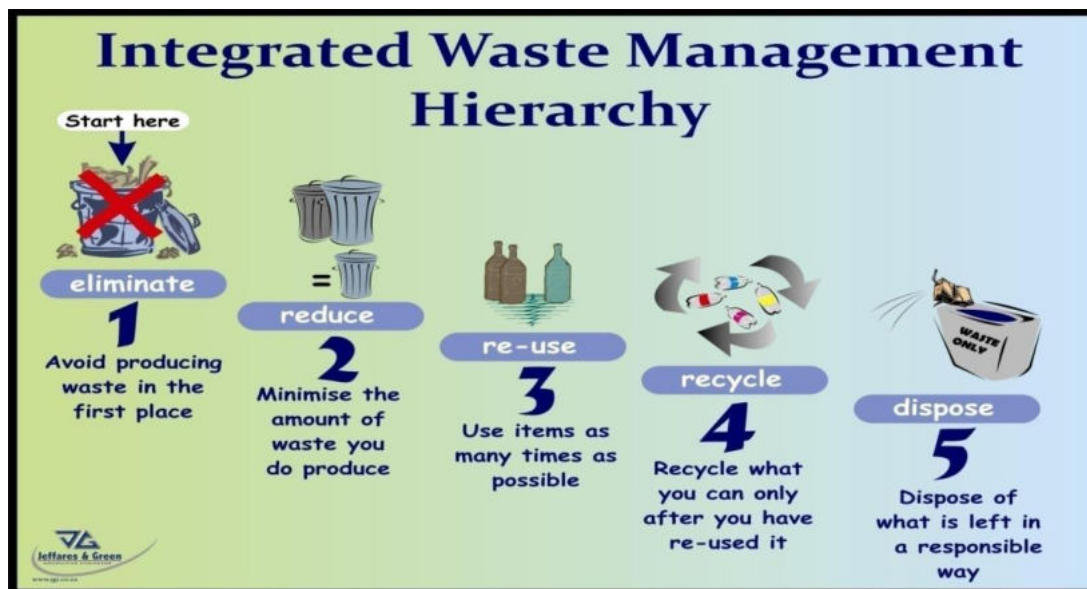 Integrated Waste Management
Hierarchy
Start here
eliminate
1
Avoid producing
waste in the
first place
=
reduce
2
Minimise the
amount of
waste you
do produce
re-use
3
Use items as
many times as
possible
recycle
4
Recycle what
you can only
after you have
re-used it
WASTE
ONLY
dispose
5
Dispose of
what is left in
a responsible
way
JG
Jeffares & Green